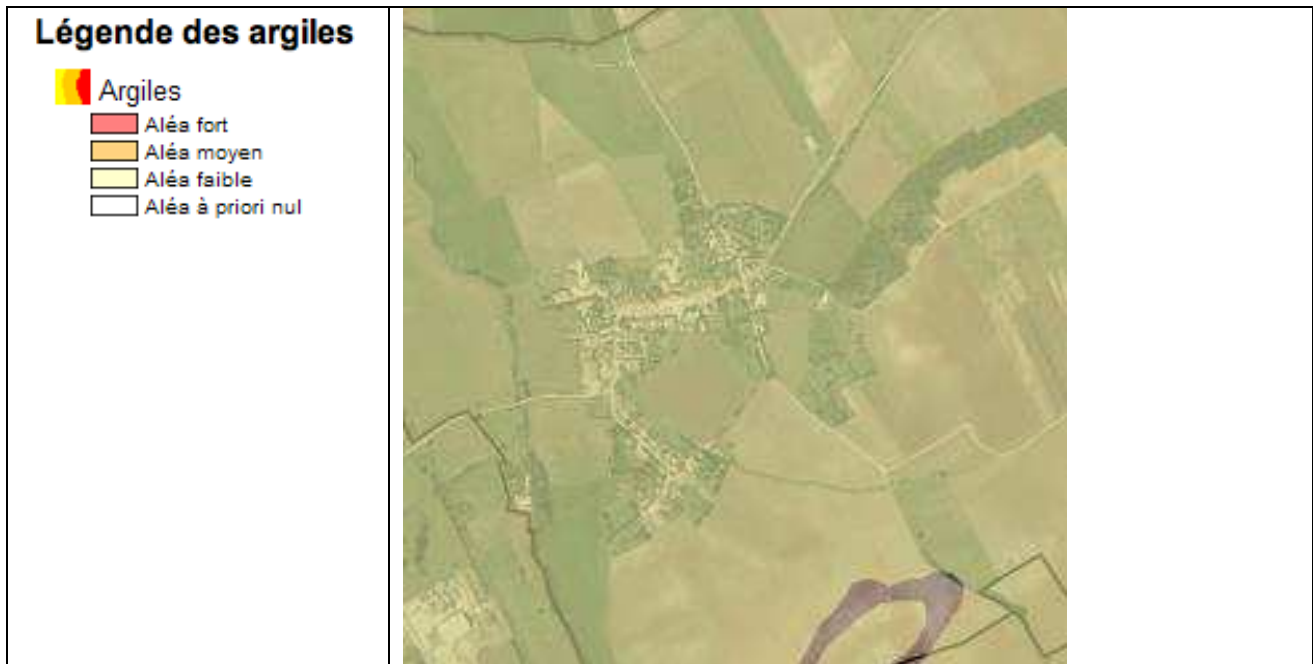 Légende des argiles
Argiles
Aléa fort
Aléa moyen
Aléa faible
Aléa à priori nul